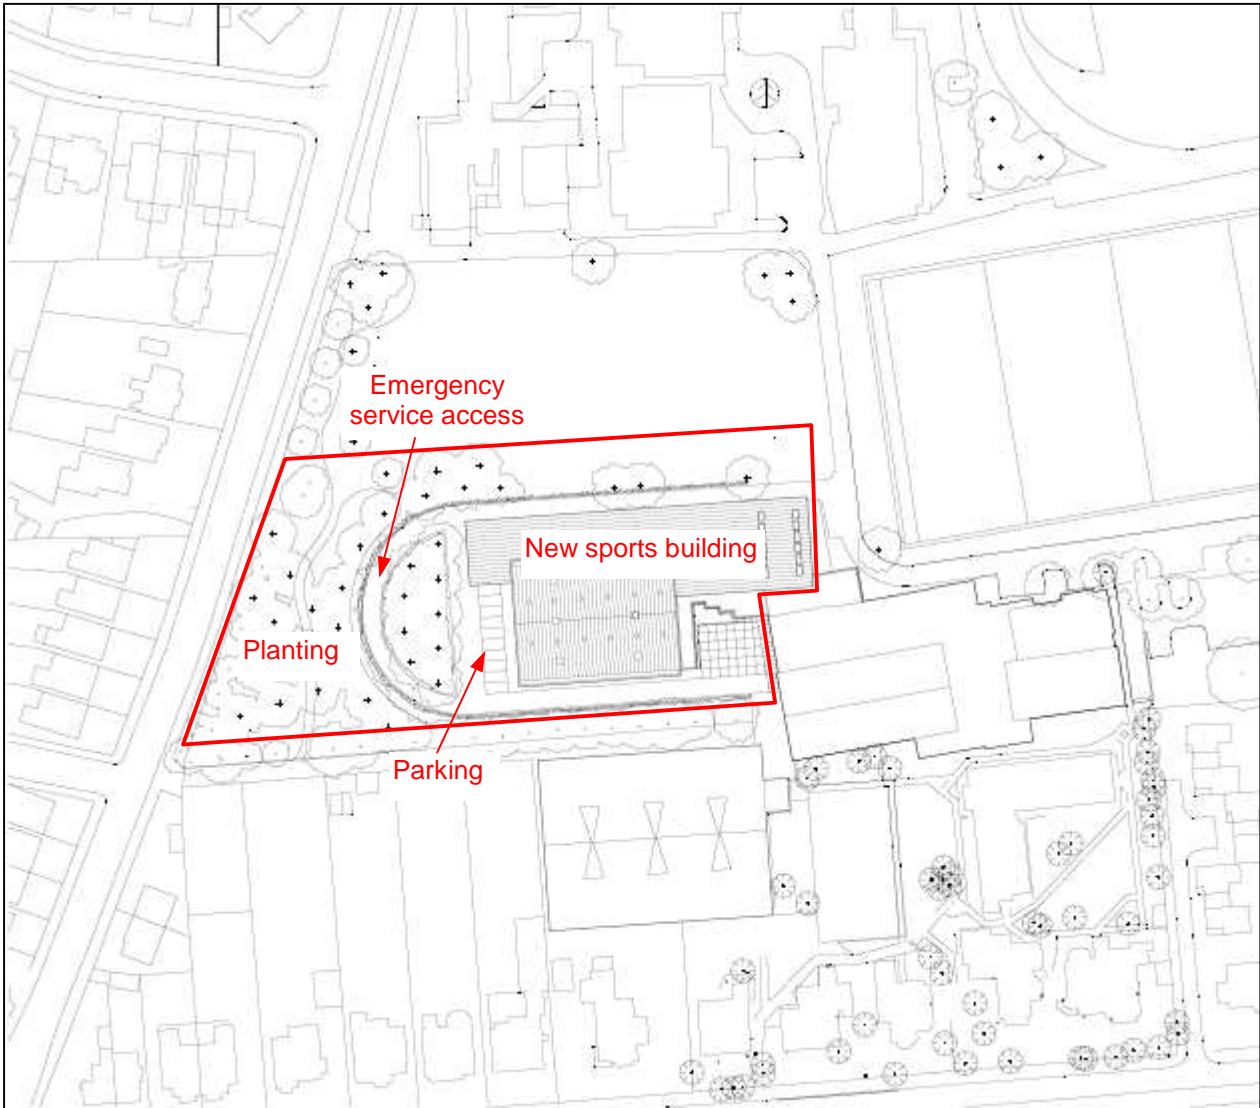 Emergency
service access
New sports building
Planting
Parking